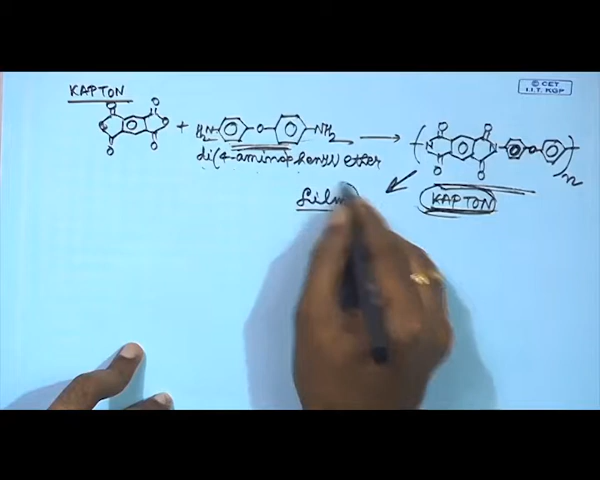 © CET
I.I.T. KGP
KAPTON
+ H₂N O NH₂ →
di(4-aminophenyl) ether
n
KAPTON
film